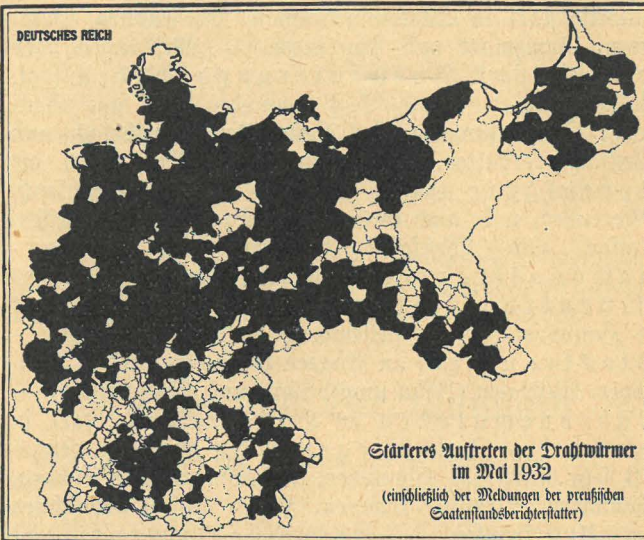 DEUTSCHES REICH
Stärkeres Auftreten der Drahtwürmer
im Mai 1932
(einschließlich der Meldungen der preußischen
Saatenstandsberichterstatter)